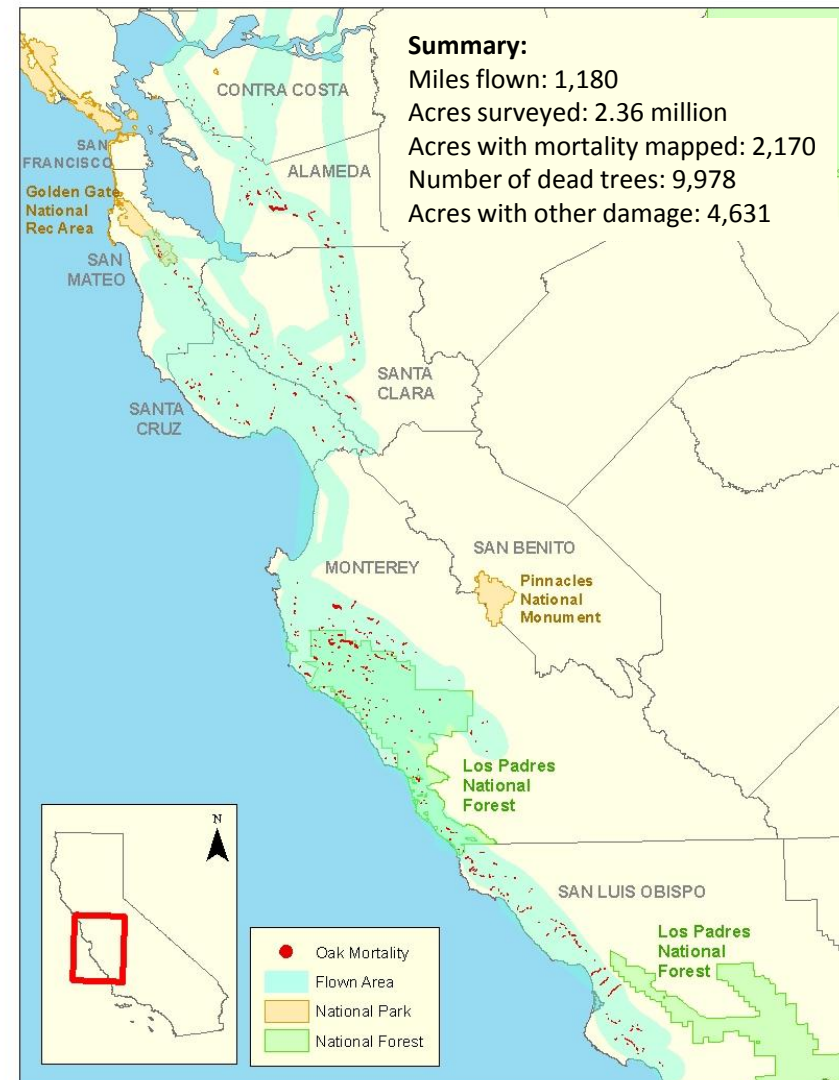 Summary:
Miles flown: 1,180
Acres surveyed: 2.36 million
Acres with mortality mapped: 2,170
Number of dead trees: 9,978
Acres with other damage: 4,631
CONTRA COSTA
SAN
FRANCISCO
ALAMEDA
Golden Gate
National
Rec Area
SAN
MATEO
SANTA
CLARA
SANTA
CRUZ
SAN BENITO
MONTEREY
Pinnacles
National
Monument
Los Padres
National
Forest
SAN LUIS OBISPO
Los Padres
National
Forest
N
Oak Mortality
Flown Area
National Park
National Forest